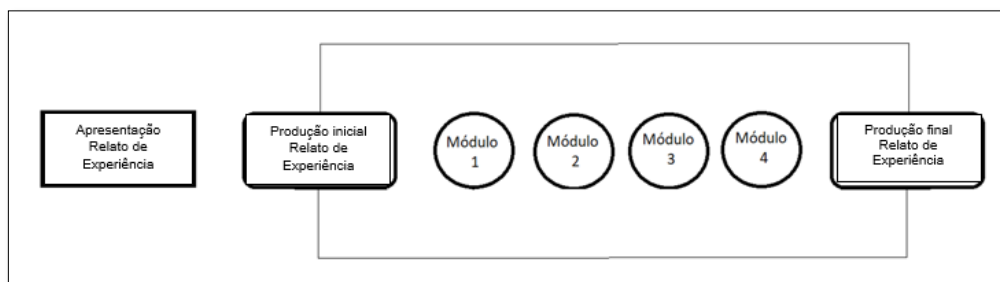 Apresentação
Relato de
Experiência
Produção inicial
Relato de
Experiência
Módulo
1
Módulo
2
Módulo
3
Módulo
4
Produção final
Relato de
Experiência